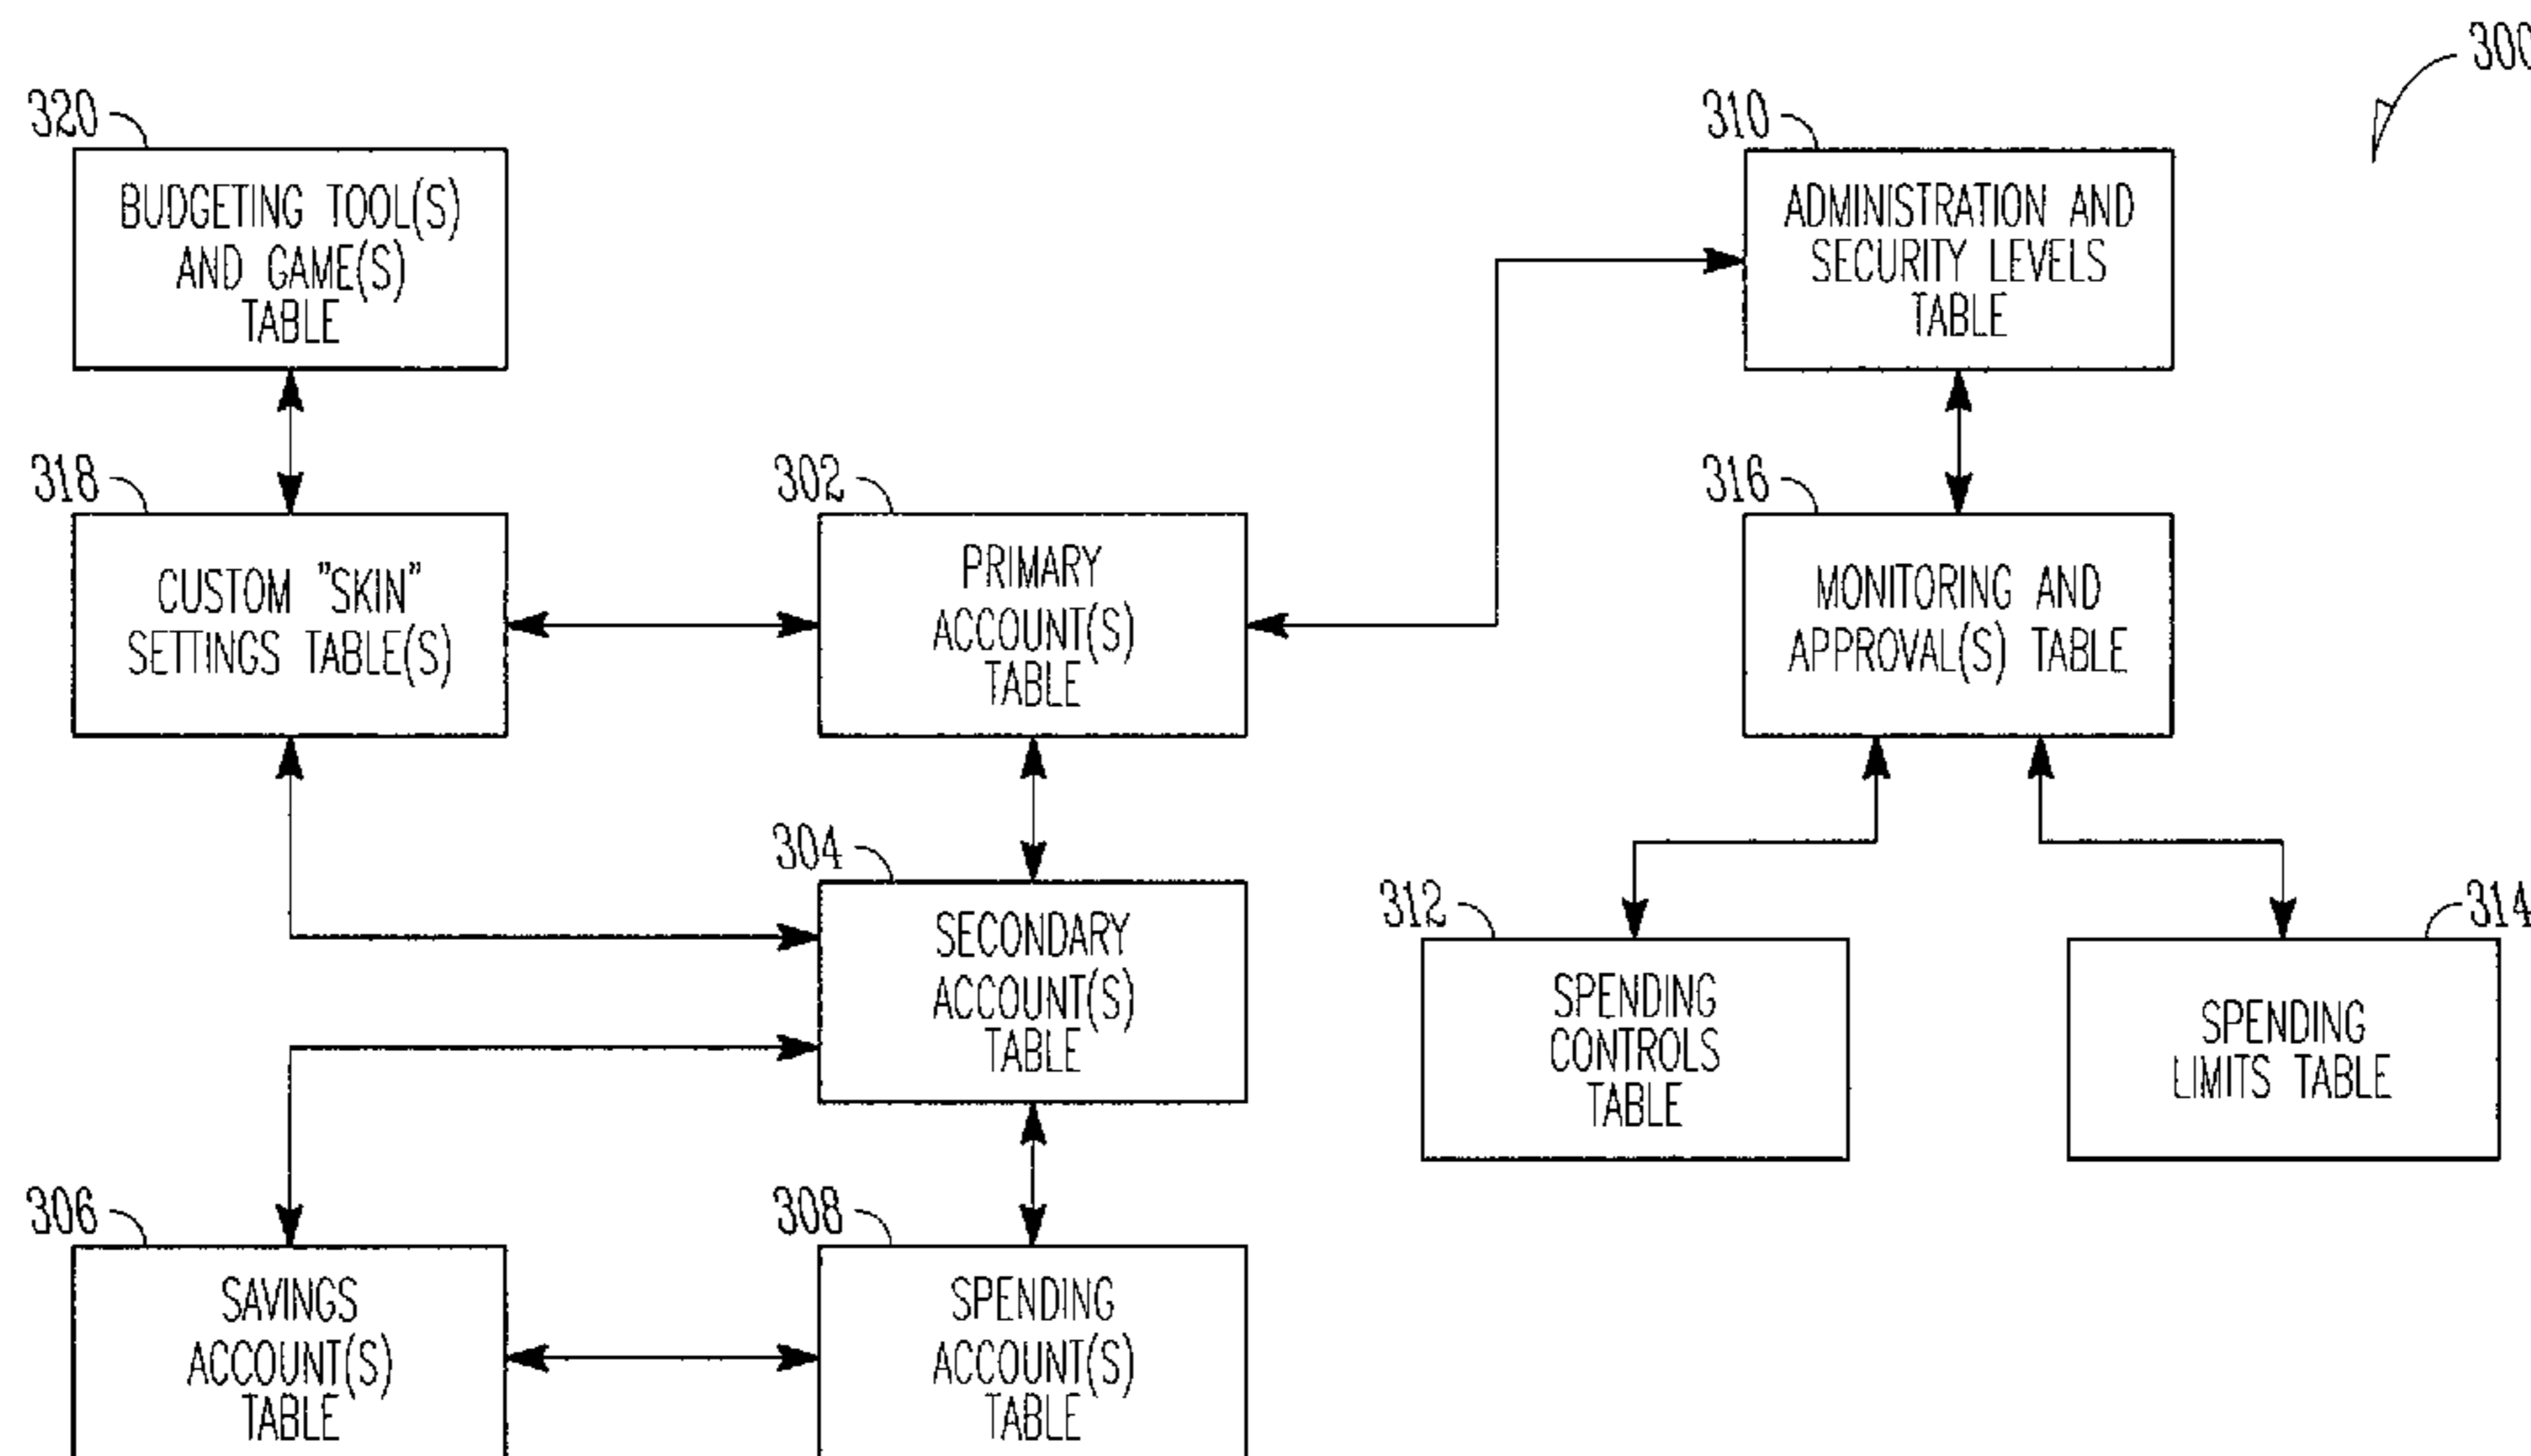 300
320
BUDGETING TOOL(S)
AND GAME(S)
TABLE
310
ADMINISTRATION AND
SECURITY LEVELS
TABLE
318
CUSTOM "SKIN"
SETTINGS TABLE(S)
302
PRIMARY
ACCOUNT(S)
TABLE
316
MONITORING AND
APPROVAL(S) TABLE
304
SECONDARY
ACCOUNT(S)
TABLE
312
SPENDING
CONTROLS
TABLE
314
SPENDING
LIMITS TABLE
306
SAVINGS
ACCOUNT(S)
TABLE
308
SPENDING
ACCOUNT(S)
TABLE